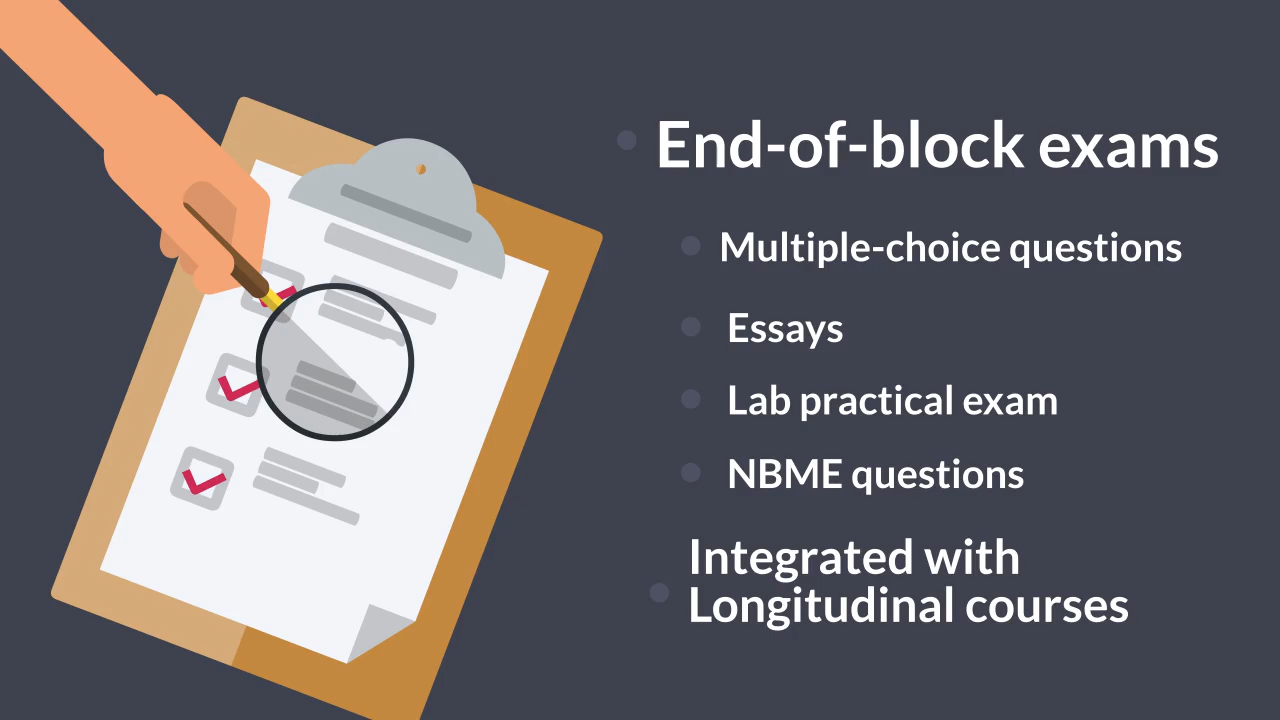 End-of-block exams
Multiple-choice questions
Essays
Lab practical exam
NBME questions
Integrated with
Longitudinal courses